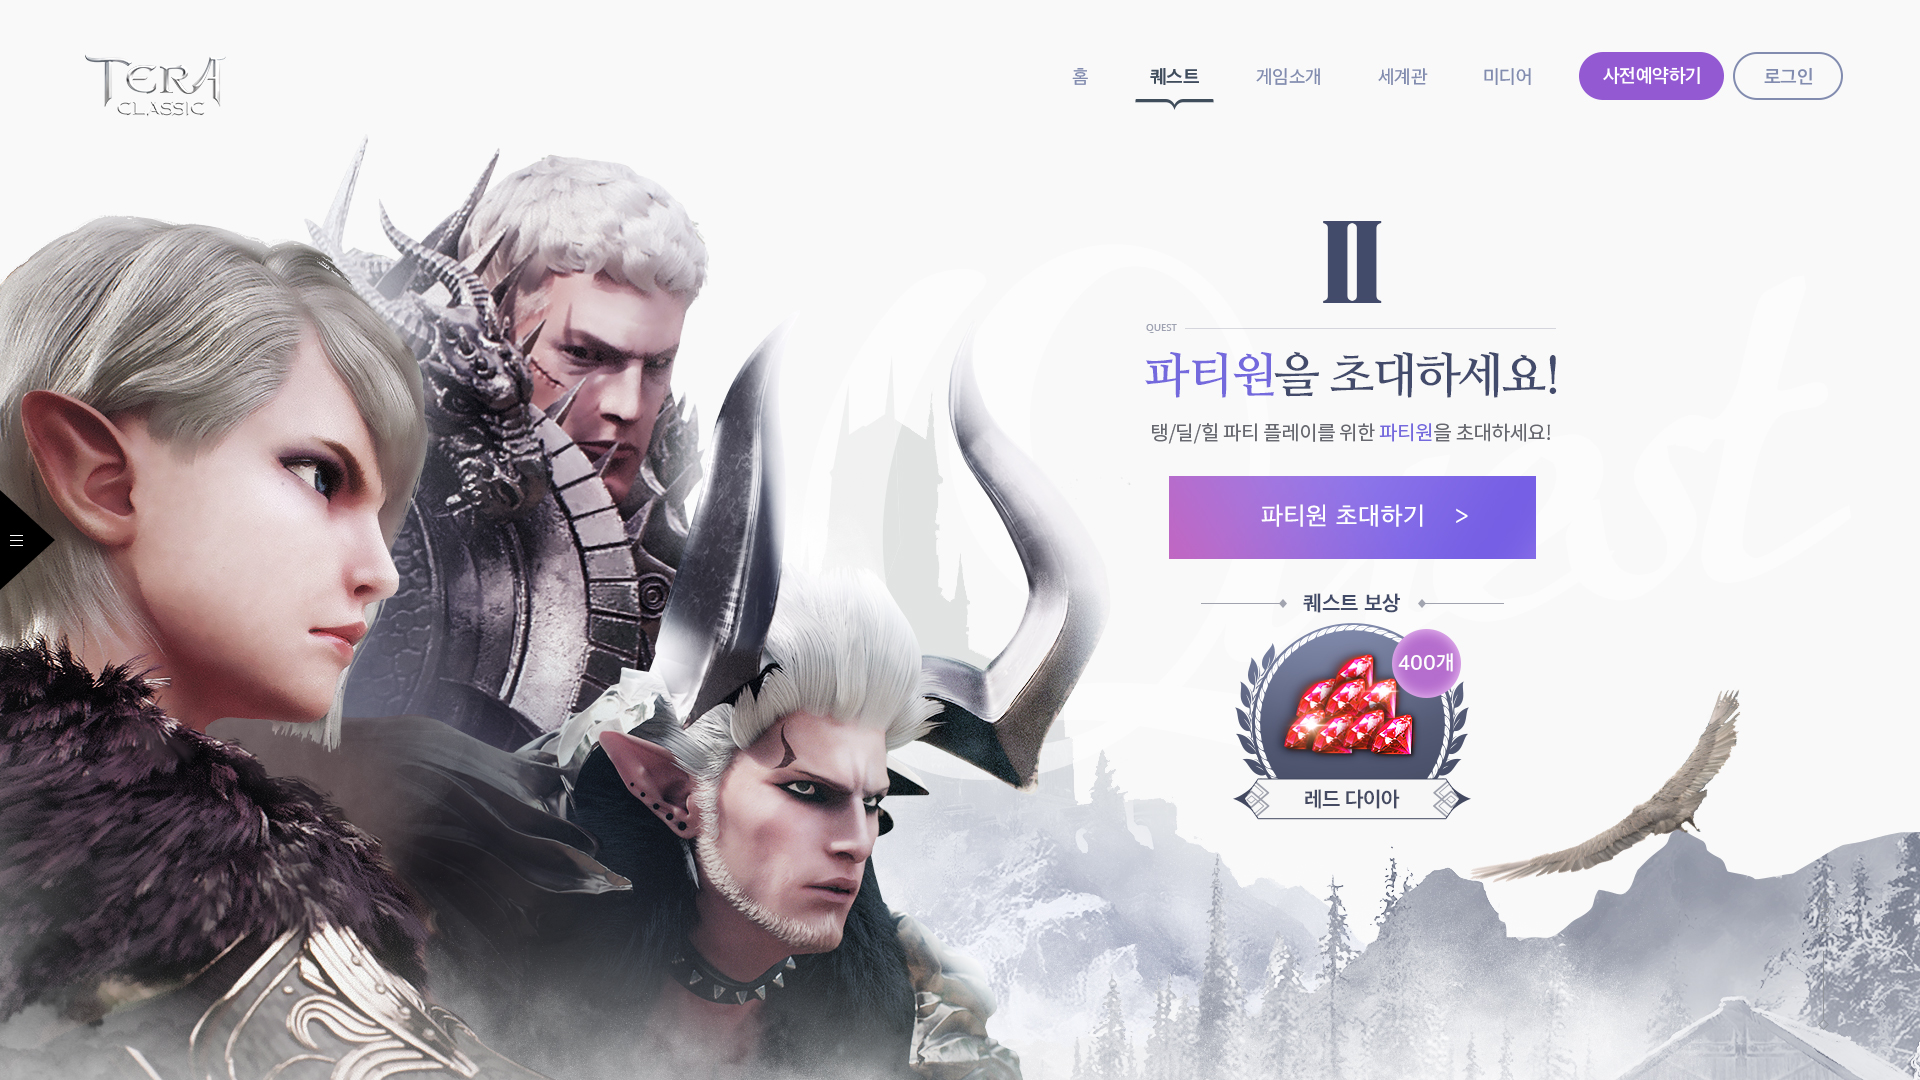 TERA
CLASSIC
홈
퀘스트
게임소개
세계관
미디어
사전예약하기
로그인
II
QUEST
Quest
파티원을 초대하세요!
탱/딜/힐 파티 플레이를 위한 파티원을 초대하세요!
파티원 초대하기 >
퀘스트 보상
400개
레드 다이아